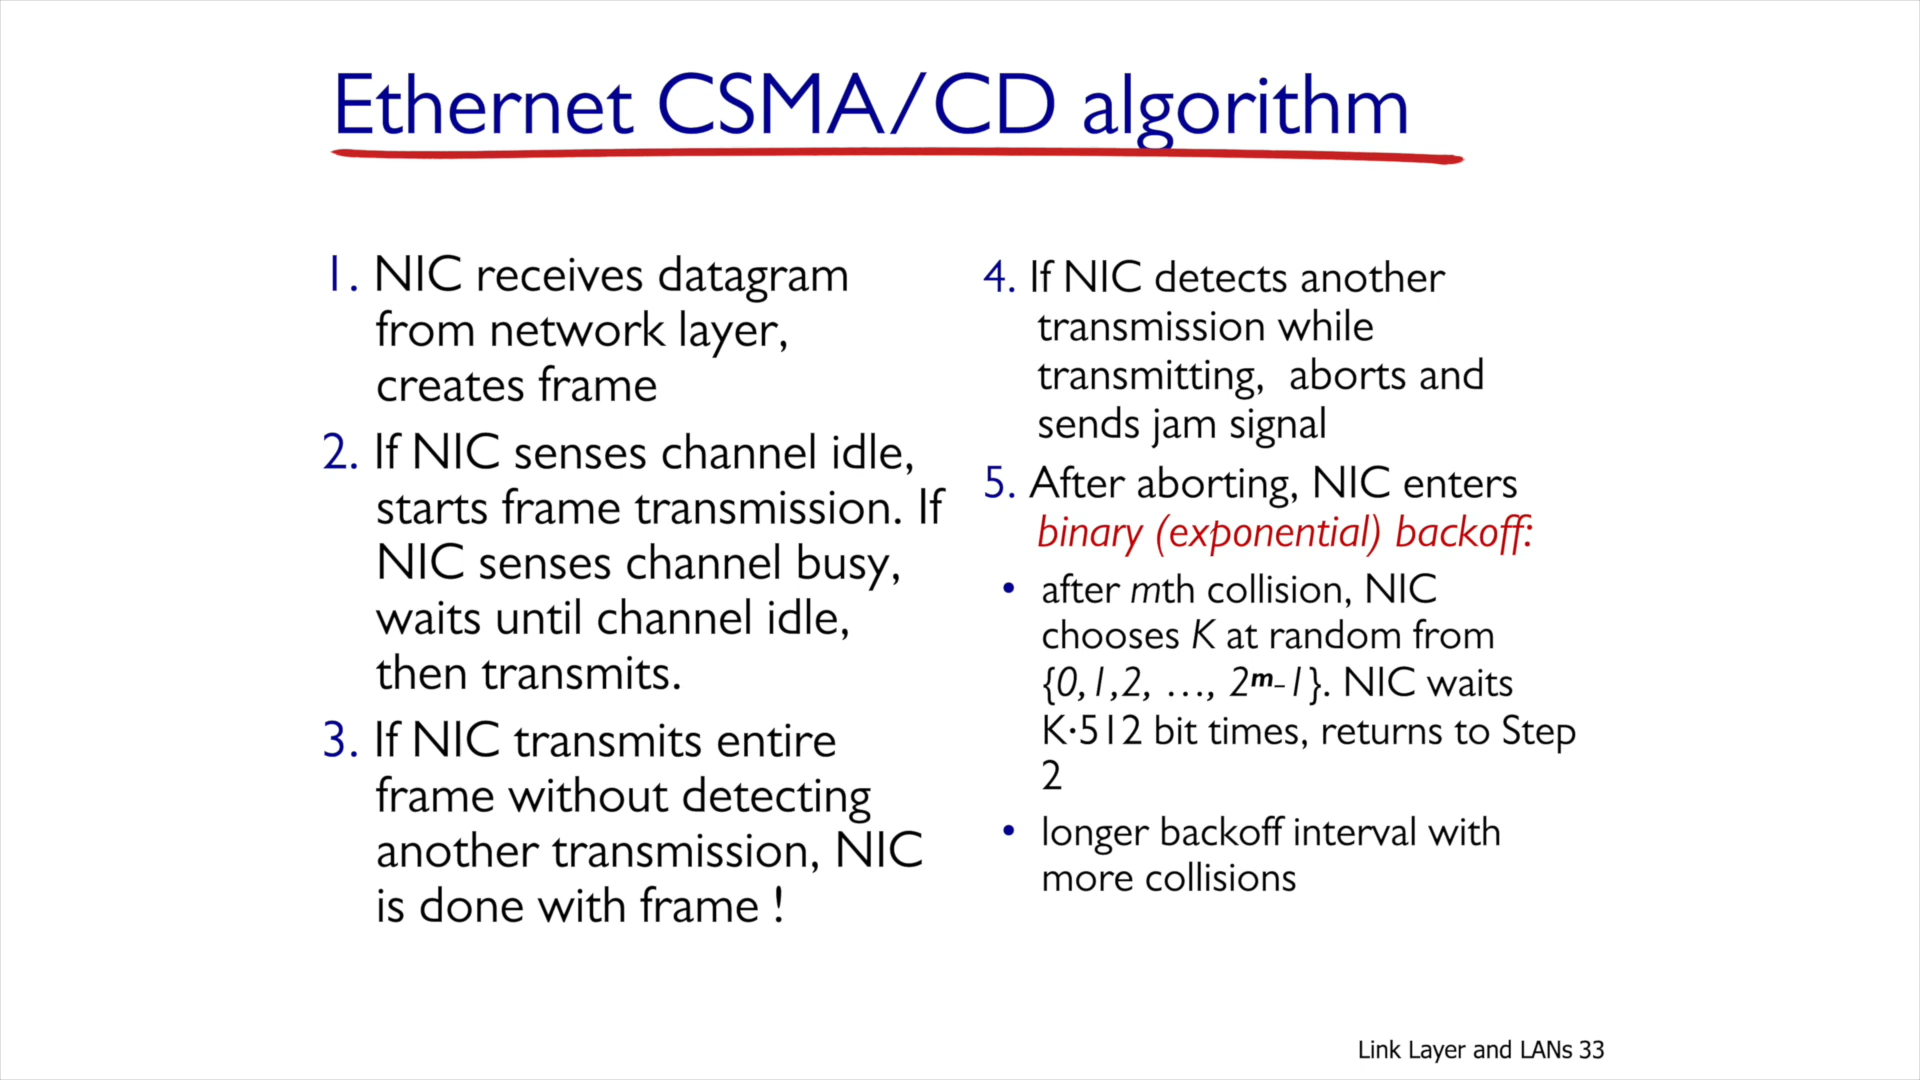 Ethernet CSMA/CD algorithm
1. NIC receives datagram
from network layer,
creates frame
2. If NIC senses channel idle,
starts frame transmission. If
NIC senses channel busy,
waits until channel idle,
then transmits.
3. If NIC transmits entire
frame without detecting
another transmission, NIC
is done with frame !
4. If NIC detects another
transmission while
transmitting,  aborts and
sends jam signal
5. After aborting, NIC enters
binary (exponential) backoff:
• after mth collision, NIC
chooses K at random from
{0,1,2, …, 2ᵐ-1}. NIC waits
K·512 bit times, returns to Step
2
• longer backoff interval with
more collisions
Link Layer and LANs 33